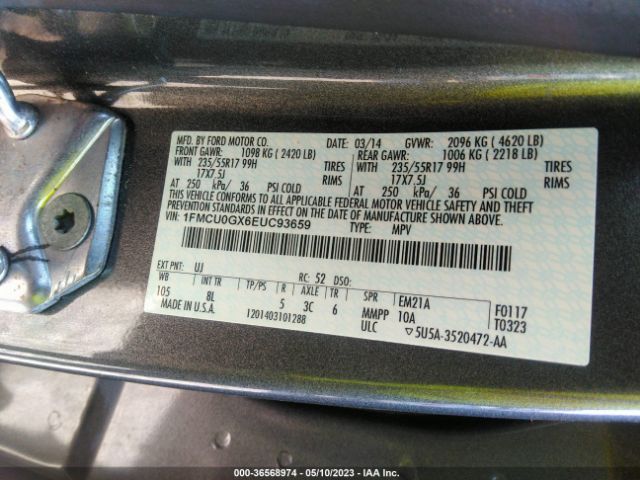 MFD. BY FORD MOTOR CO. DATE: 03/14 GVWR: 2096 KG ( 4620 LB)
FRONT GAWR: 1098 KG ( 2420 LB) REAR GAWR: 1006 KG ( 2218 LB)
WITH 235/55R17 99H TIRES WITH 235/55R17 99H TIRES
17X7.5J RIMS 17X7.5J RIMS
AT 250 kPa/ 36 PSI COLD AT 250 kPa/ 36 PSI COLD
THIS VEHICLE CONFORMS TO ALL APPLICABLE FEDERAL MOTOR VEHICLE SAFETY AND THEFT
PREVENTION STANDARDS IN EFFECT ON THE DATE OF MANUFACTURE SHOWN ABOVE.
VIN: 1FMCU0GX6EUC93659 TYPE: MPV
EXT PNT: UJ RC: 52 DSO:
WB INT TR TP/PS R AXLE TR SPR EM21A F0117
105 8L 5 3C 6 MMPP 10A T0323
MADE IN U.S.A. 1201403191288 ULC 5U5A-3520472-AA
36568974 — 05/10/2023 — IAA Inc.